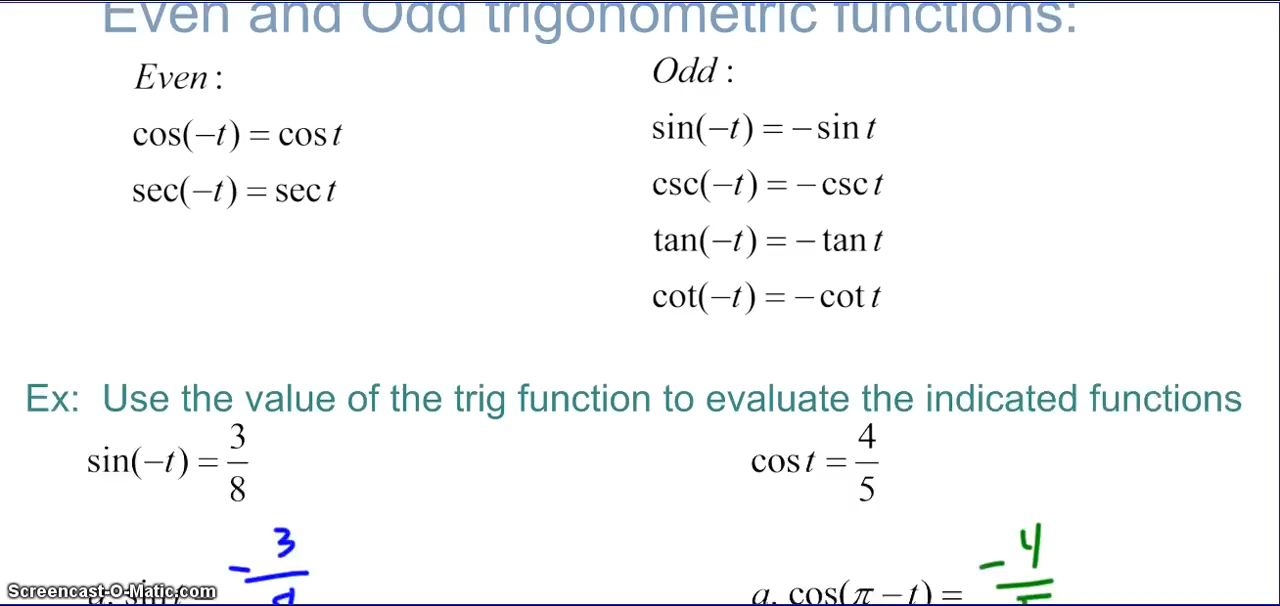 Even and Odd trigonometric functions:
Even :
cos(−t) = cos t
sec(−t) = sec t
Odd :
sin(−t) = − sin t
csc(−t) = − csc t
tan(−t) = − tan t
cot(−t) = − cot t
Ex: Use the value of the trig function to evaluate the indicated functions
sin(−t) = 3/8
cos t = 4/5
− 3
a. cos(π − t) = − 4
Screencast-O-Matic.com